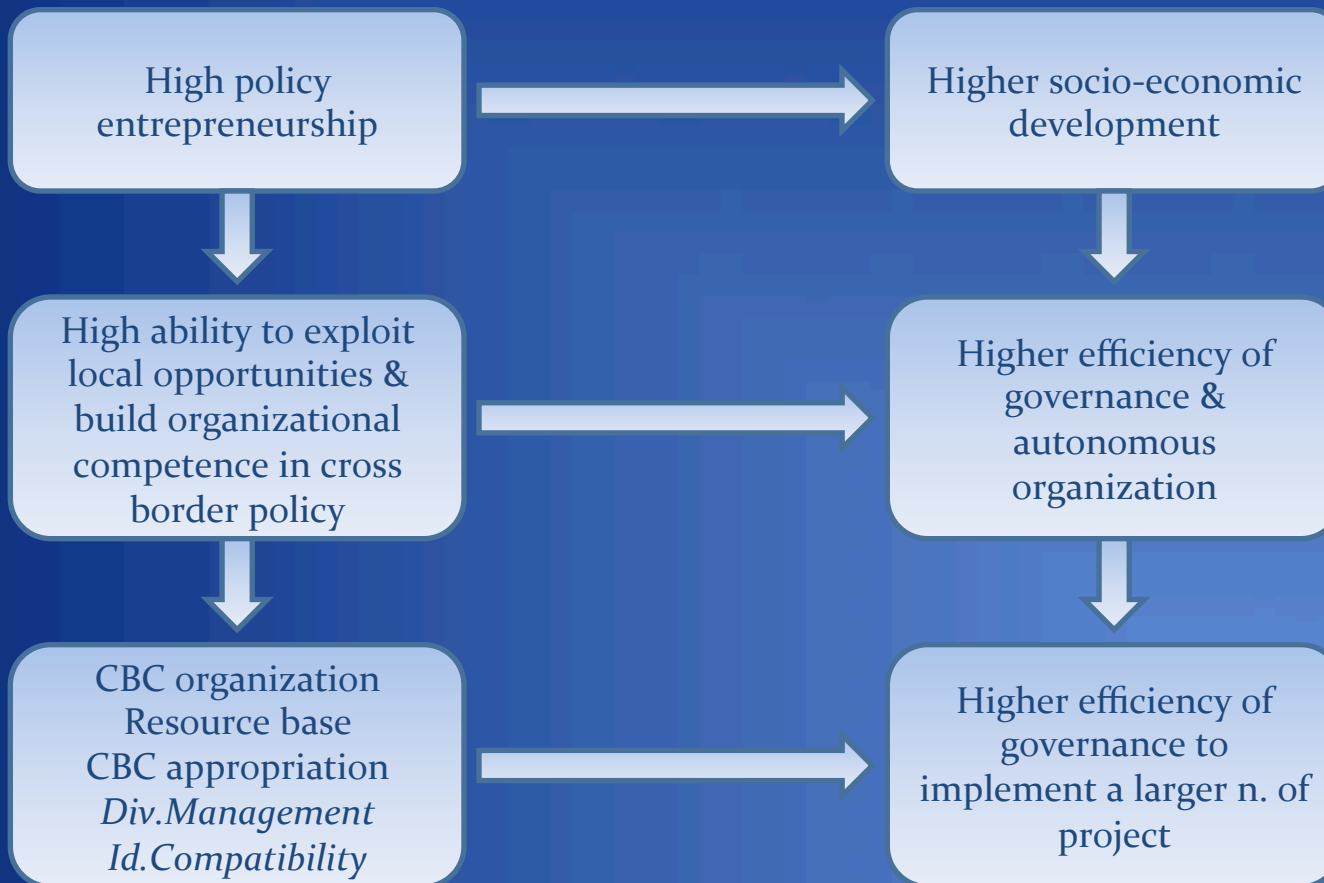 High policy
entrepreneurship
Higher socio-economic
development
High ability to exploit
local opportunities &
build organizational
competence in cross
border policy
Higher efficiency of
governance &
autonomous
organization
CBC organization
Resource base
CBC appropriation
Div.Management
Id.Compatibility
Higher efficiency of
governance to
implement a larger n. of
project